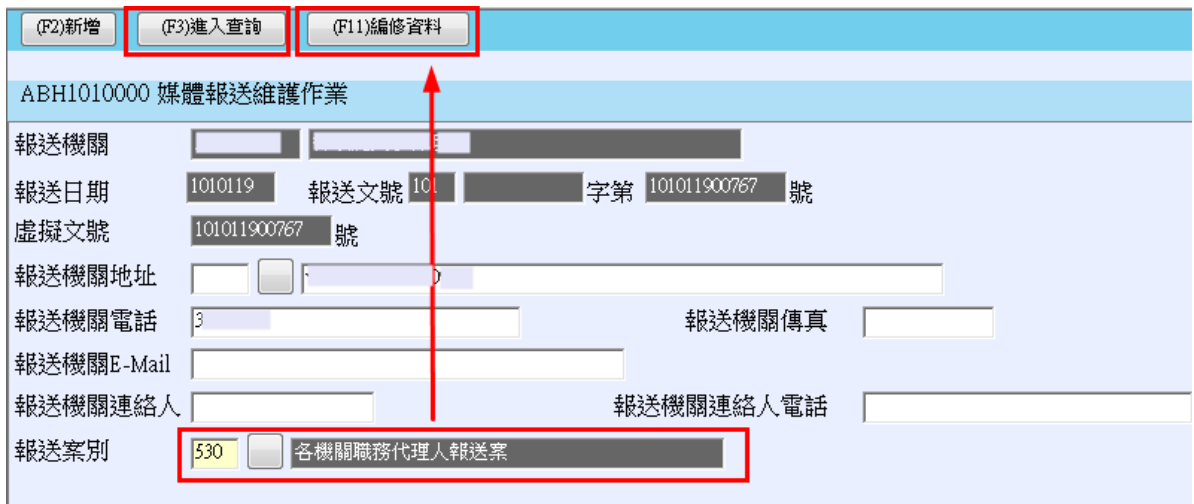 (F2)新增 (F3)進入查詢 (F11)編修資料
ABH1010000 媒體報送維護作業
報送機關
報送日期 1010119 報送文號 101 字第 101011900767 號
虛擬文號 101011900767 號
報送機關地址
報送機關電話 3 報送機關傳真
報送機關E-Mail
報送機關連絡人 報送機關連絡人電話
報送案別 530 各機關職務代理人報送案